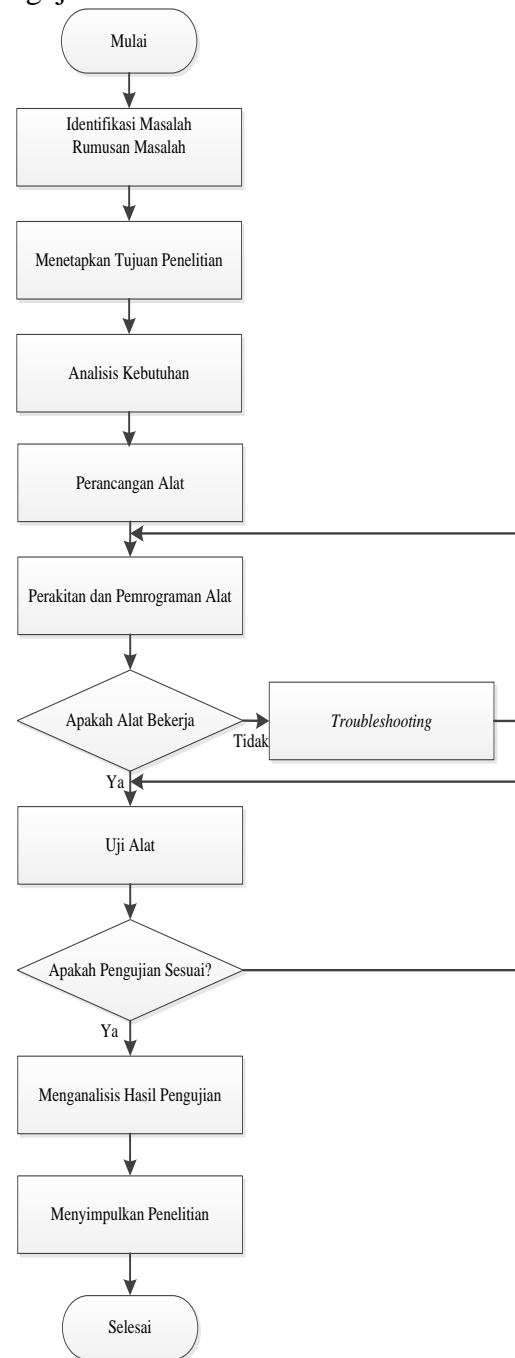 Mulai
Identifikasi Masalah
Rumusan Masalah
Menetapkan Tujuan Penelitian
Analisis Kebutuhan
Perancangan Alat
Perakitan dan Pemrograman Alat
Apakah Alat Bekerja
Tidak
Troubleshooting
Ya
Uji Alat
Apakah Pengujian Sesuai?
Ya
Menganalisis Hasil Pengujian
Menyimpulkan Penelitian
Selesai